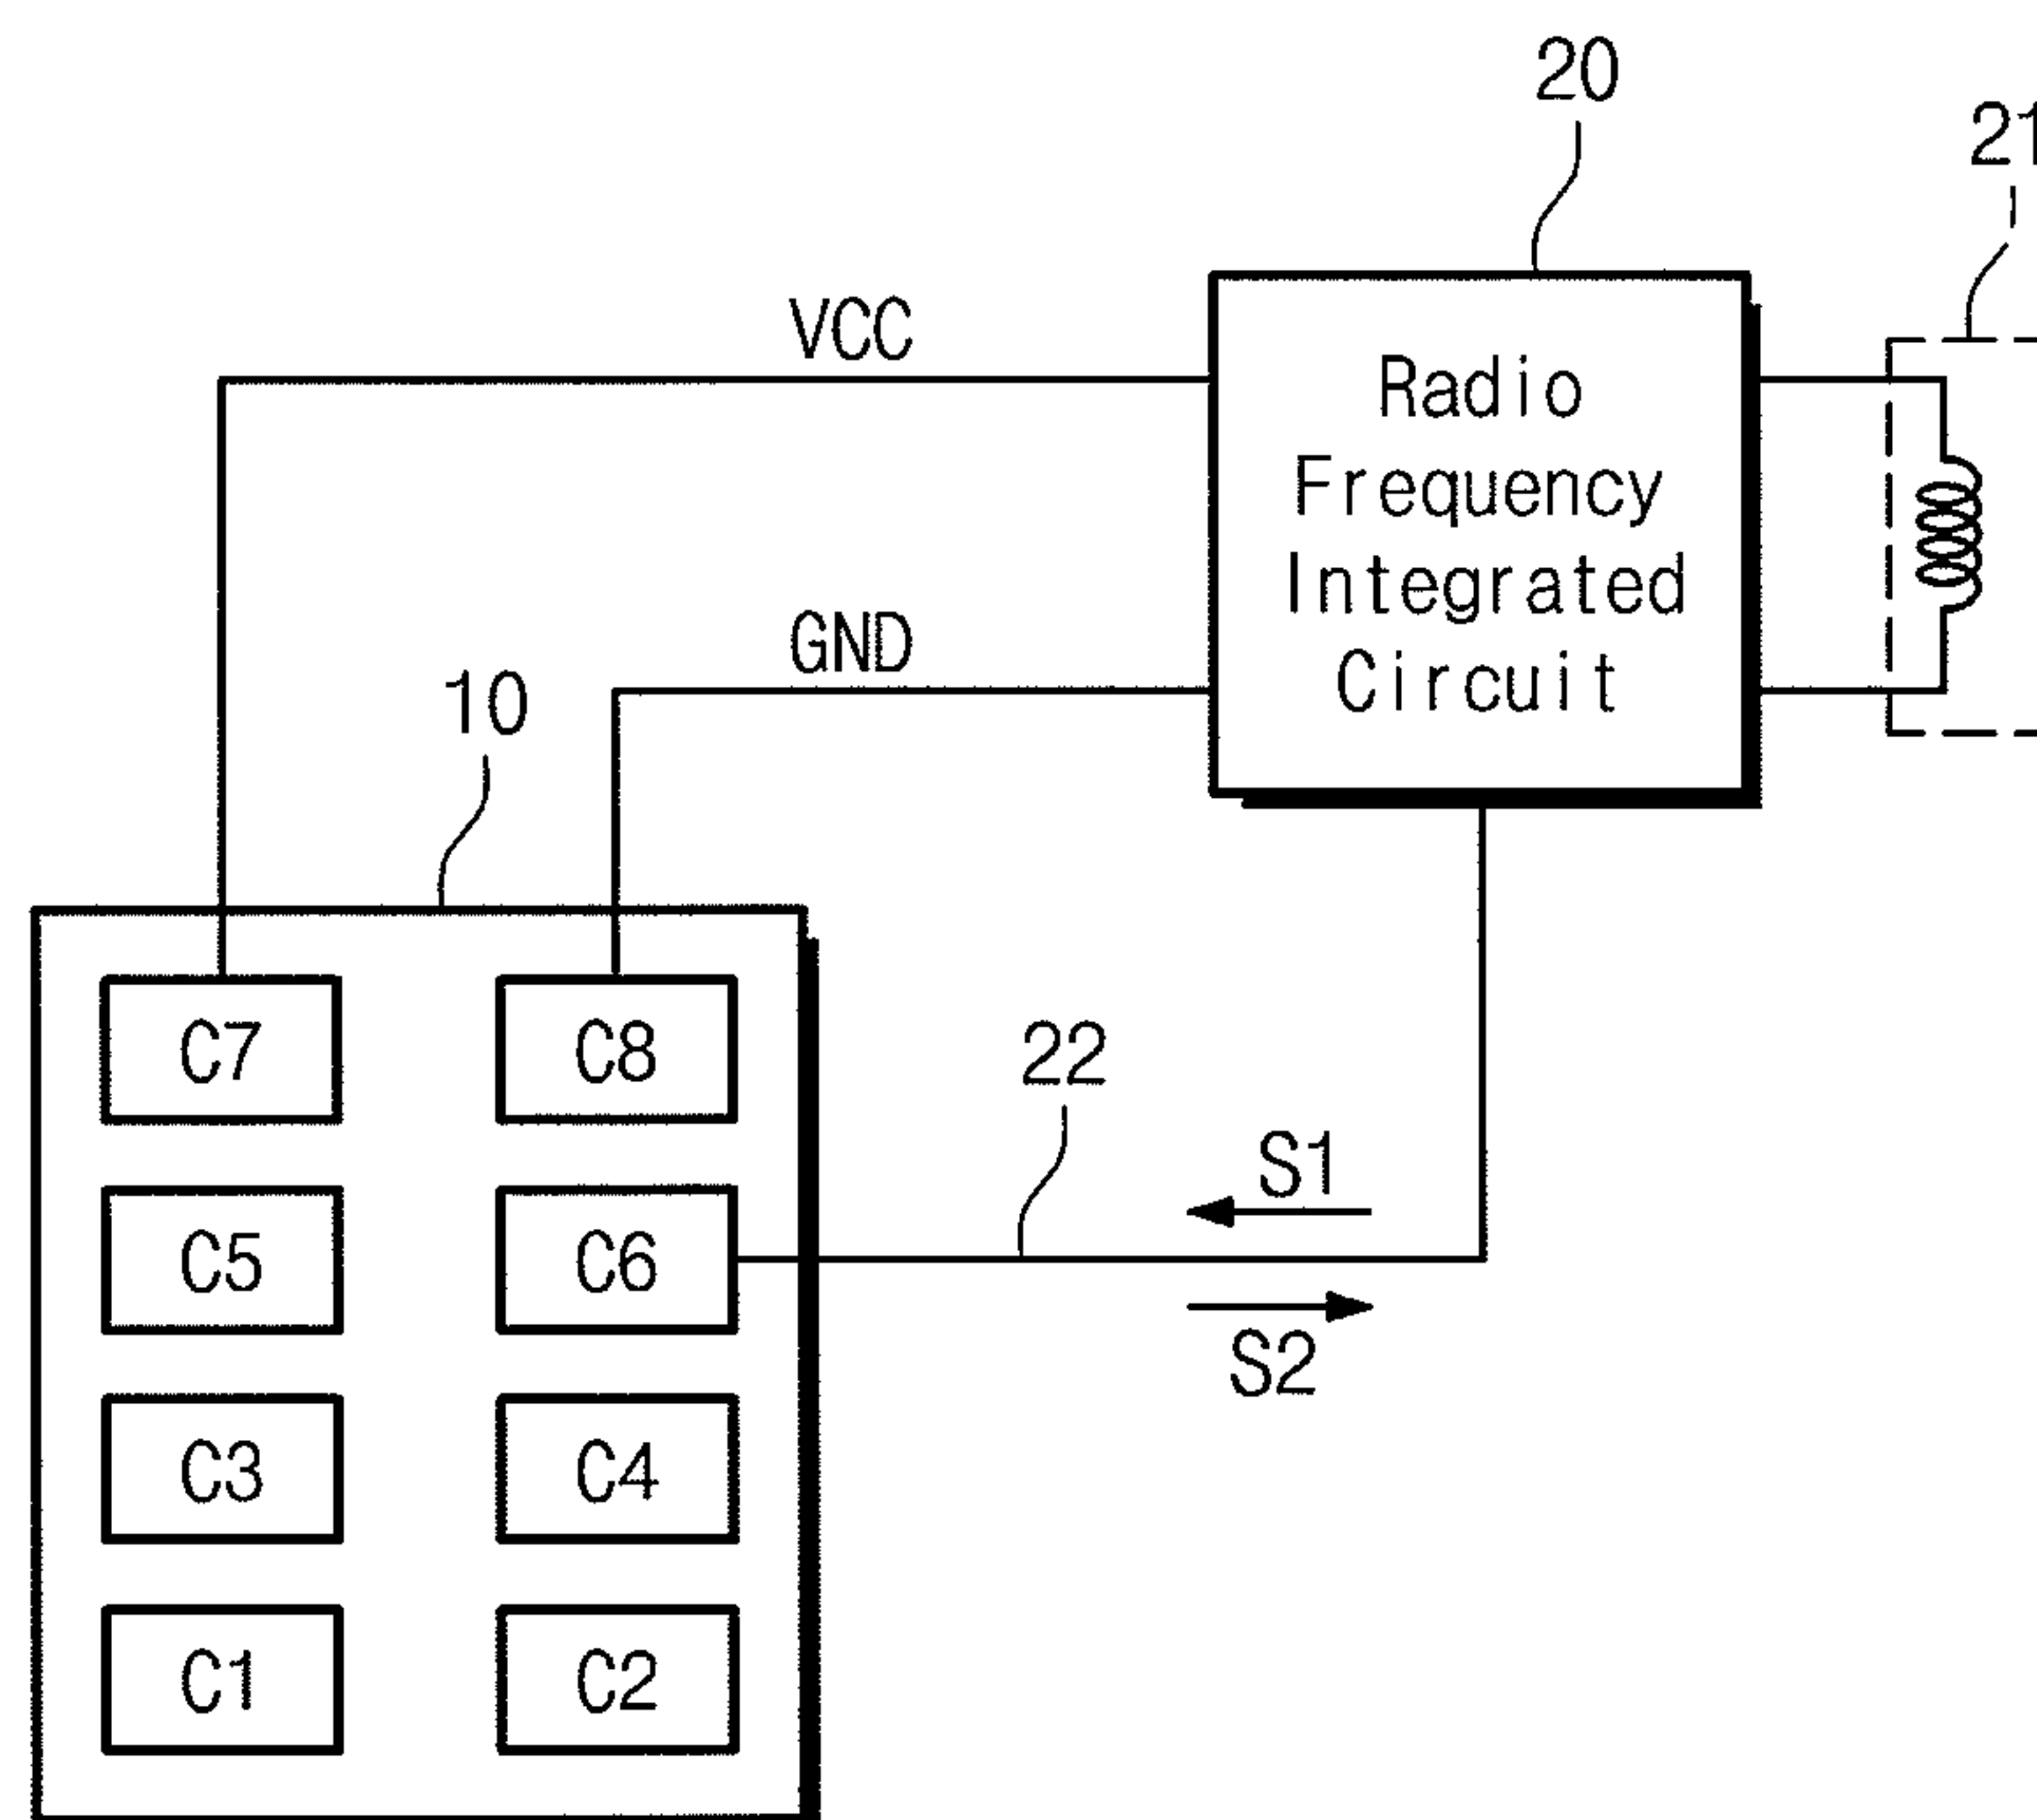 20
21
VCC
Radio
Frequency
Integrated
Circuit
GND
10
C7
C8
22
S1
C5
C6
S2
C3
C4
C1
C2